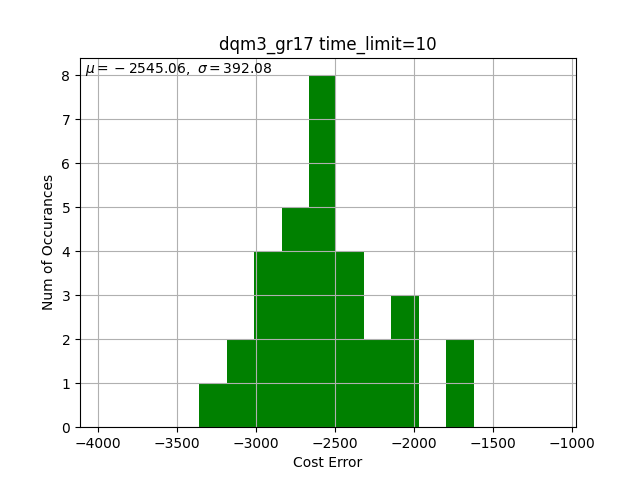 dqm3_gr17 time_limit=10
μ = − 2545.06, σ = 392.08
8
7
6
5
4
3
2
1
0
Num of Occurances
−4000 −3500 −3000 −2500 −2000 −1500 −1000
Cost Error